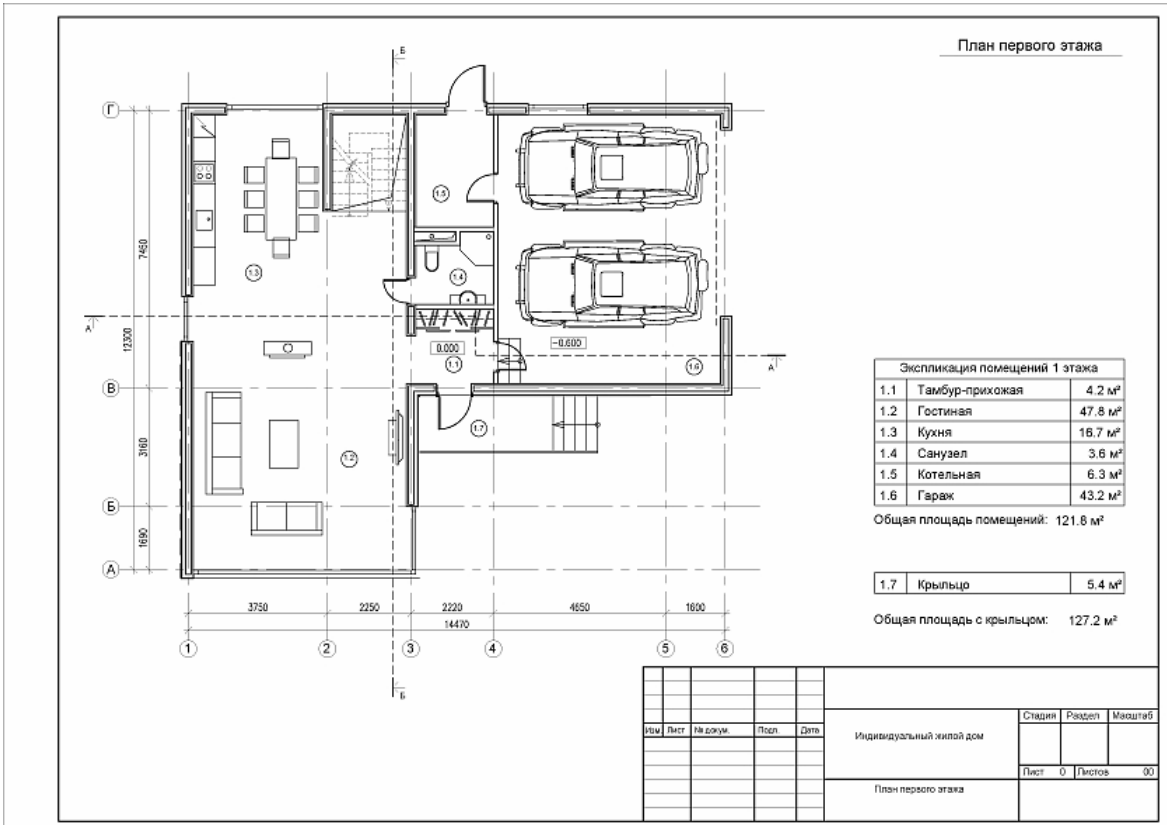 План первого этажа
Б
Г
1.5
7450
1.4
1.3
А
12300
0.000
-0.600
1.1
1.6
А
В
1.7
3160
1.2
Б
1690
А
3750 2250 2220 4650 1600
14470
1 2 3 4 5 6
Б
Экспликация помещений 1 этажа
1.1 Тамбур-прихожая 4.2 м²
1.2 Гостиная 47.8 м²
1.3 Кухня 16.7 м²
1.4 Санузел 3.6 м²
1.5 Котельная 6.3 м²
1.6 Гараж 43.2 м²
Общая площадь помещений: 121.8 м²
1.7 Крыльцо 5.4 м²
Общая площадь с крыльцом: 127.2 м²
Изм. Лист № докум. Подп. Дата
Индивидуальный жилой дом
Стадия Раздел Масштаб
Лист 0 Листов 00
План первого этажа